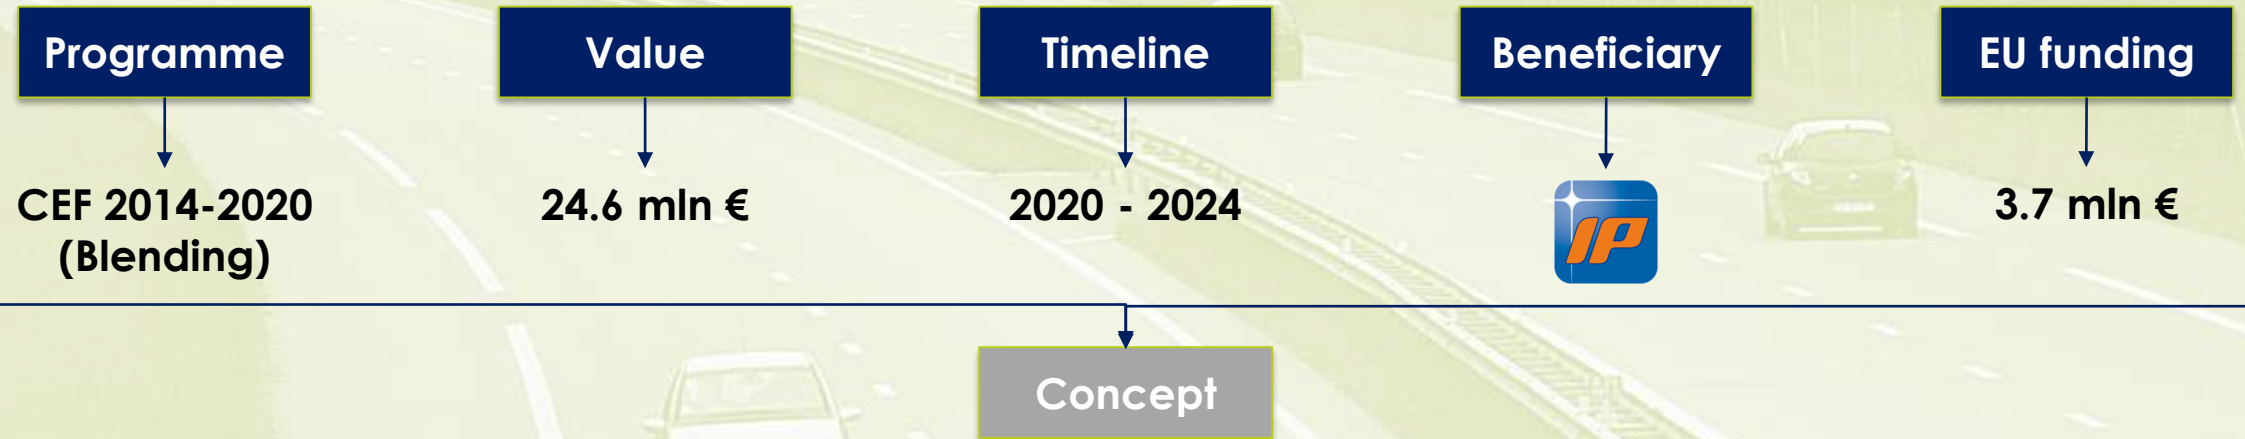 Programme
Value
Timeline
Beneficiary
EU funding
CEF 2014-2020
(Blending)
24.6 mln €
2020 - 2024
IP
3.7 mln €
Concept